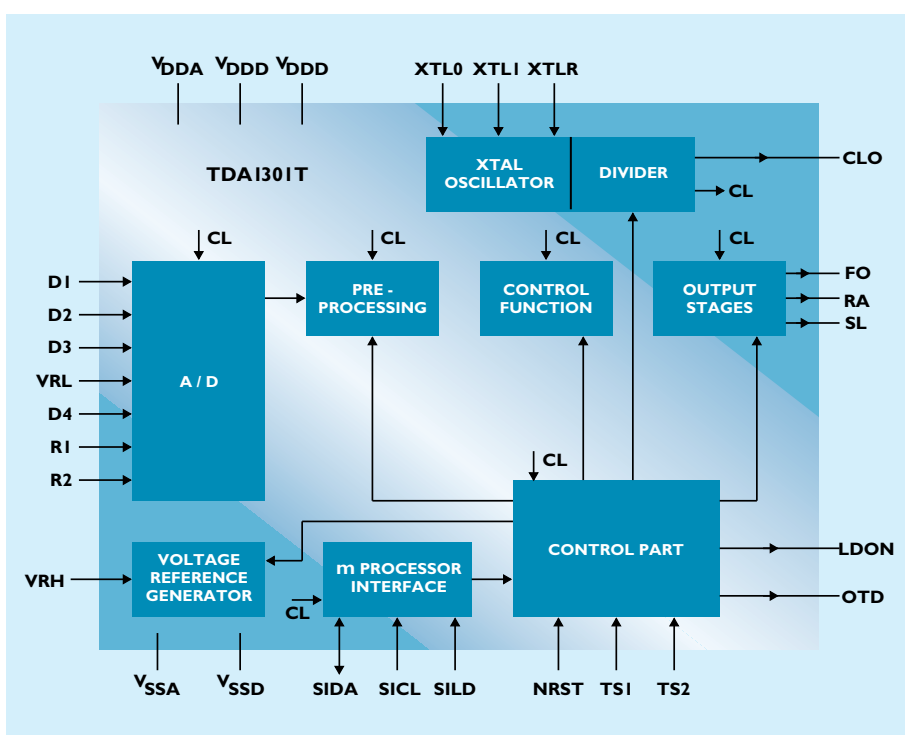 VDDA VDDD VDDD
XTL0 XTL1 XTLR
TDA1301T
XTAL
OSCILLATOR
DIVIDER
CLO
CL
CL
CL
CL
CL
D1
D2
D3
VRL
D4
R1
R2
A / D
PRE -
PROCESSING
CONTROL
FUNCTION
OUTPUT
STAGES
FO
RA
SL
CL
VRH
VOLTAGE
REFERENCE
GENERATOR
CL
m PROCESSOR
INTERFACE
CONTROL PART
LDON
OTD
VSSA VSSD
SIDA SICL SILD
NRST TS1 TS2